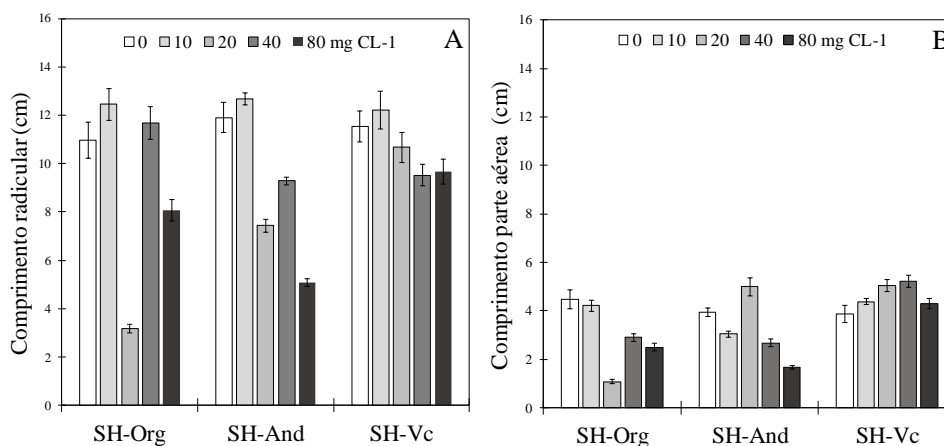 A
0 10 20 40 80 mg CL-1
Comprimento radicular (cm)
16
14
12
10
8
6
4
2
0
SH-Org SH-And SH-Vc
B
0 10 20 40 80 mg CL-1
Comprimento parte aérea (cm)
16
14
12
10
8
6
4
2
0
SH-Org SH-And SH-Vc